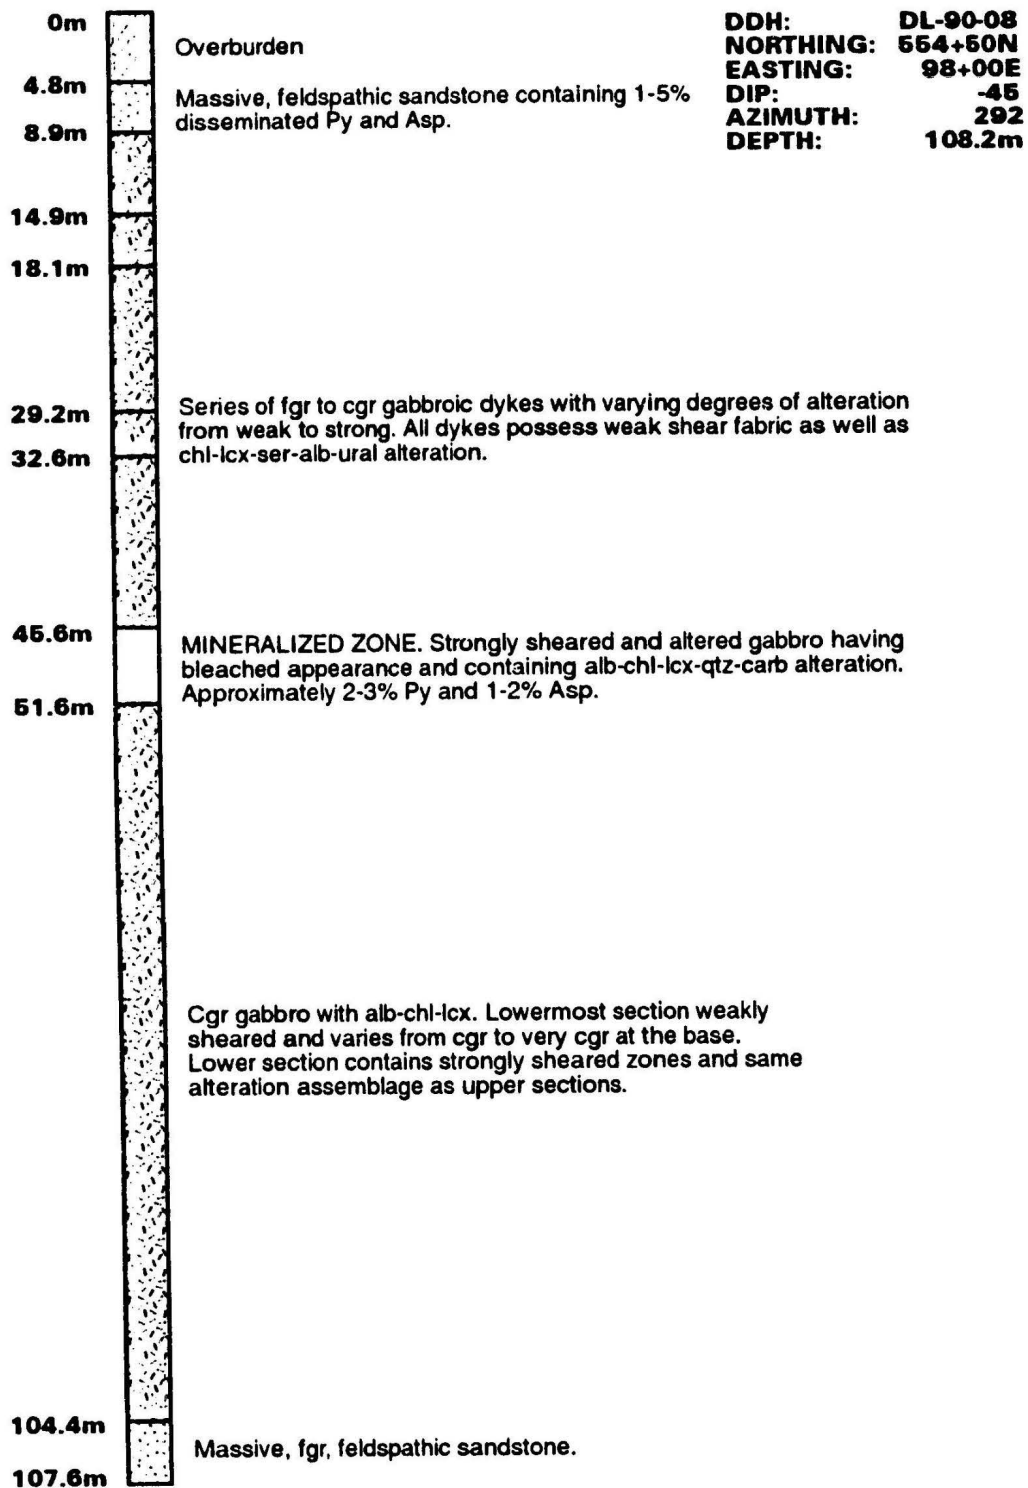 DDH: DL-90-08
NORTHING: 554+50N
EASTING: 98+00E
DIP: -45
AZIMUTH: 292
DEPTH: 108.2m
0m
Overburden
4.8m
Massive, feldspathic sandstone containing 1-5%
disseminated Py and Asp.
8.9m
14.9m
18.1m
29.2m
Series of fgr to cgr gabbroic dykes with varying degrees of alteration
from weak to strong. All dykes possess weak shear fabric as well as
chl-lcx-ser-alb-ural alteration.
32.6m
45.6m
MINERALIZED ZONE. Strongly sheared and altered gabbro having
bleached appearance and containing alb-chl-lcx-qtz-carb alteration.
Approximately 2-3% Py and 1-2% Asp.
51.6m
Cgr gabbro with alb-chl-lcx. Lowermost section weakly
sheared and varies from cgr to very cgr at the base.
Lower section contains strongly sheared zones and same
alteration assemblage as upper sections.
104.4m
Massive, fgr, feldspathic sandstone.
107.6m